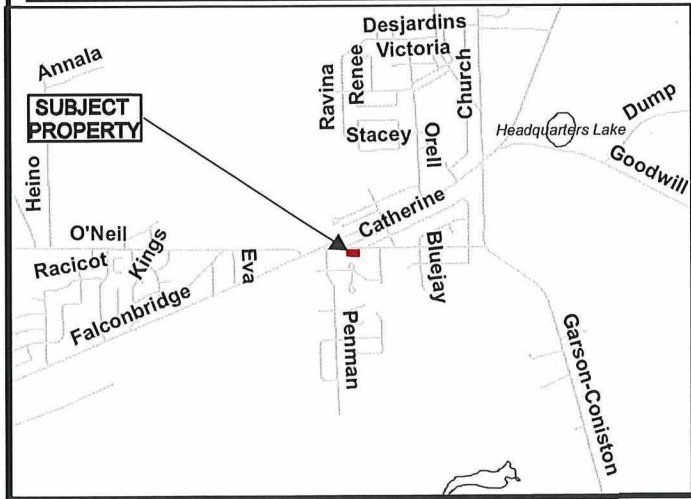 Desjardins
Victoria
Annala
SUBJECT
PROPERTY
Ravina
Renee
Church
Stacey
Orell
Headquarters Lake
Dump
Goodwill
Heino
Catherine
O'Neil
Racicot
Kings
Eva
Bluejay
Falconbridge
Penman
Garson-Coniston